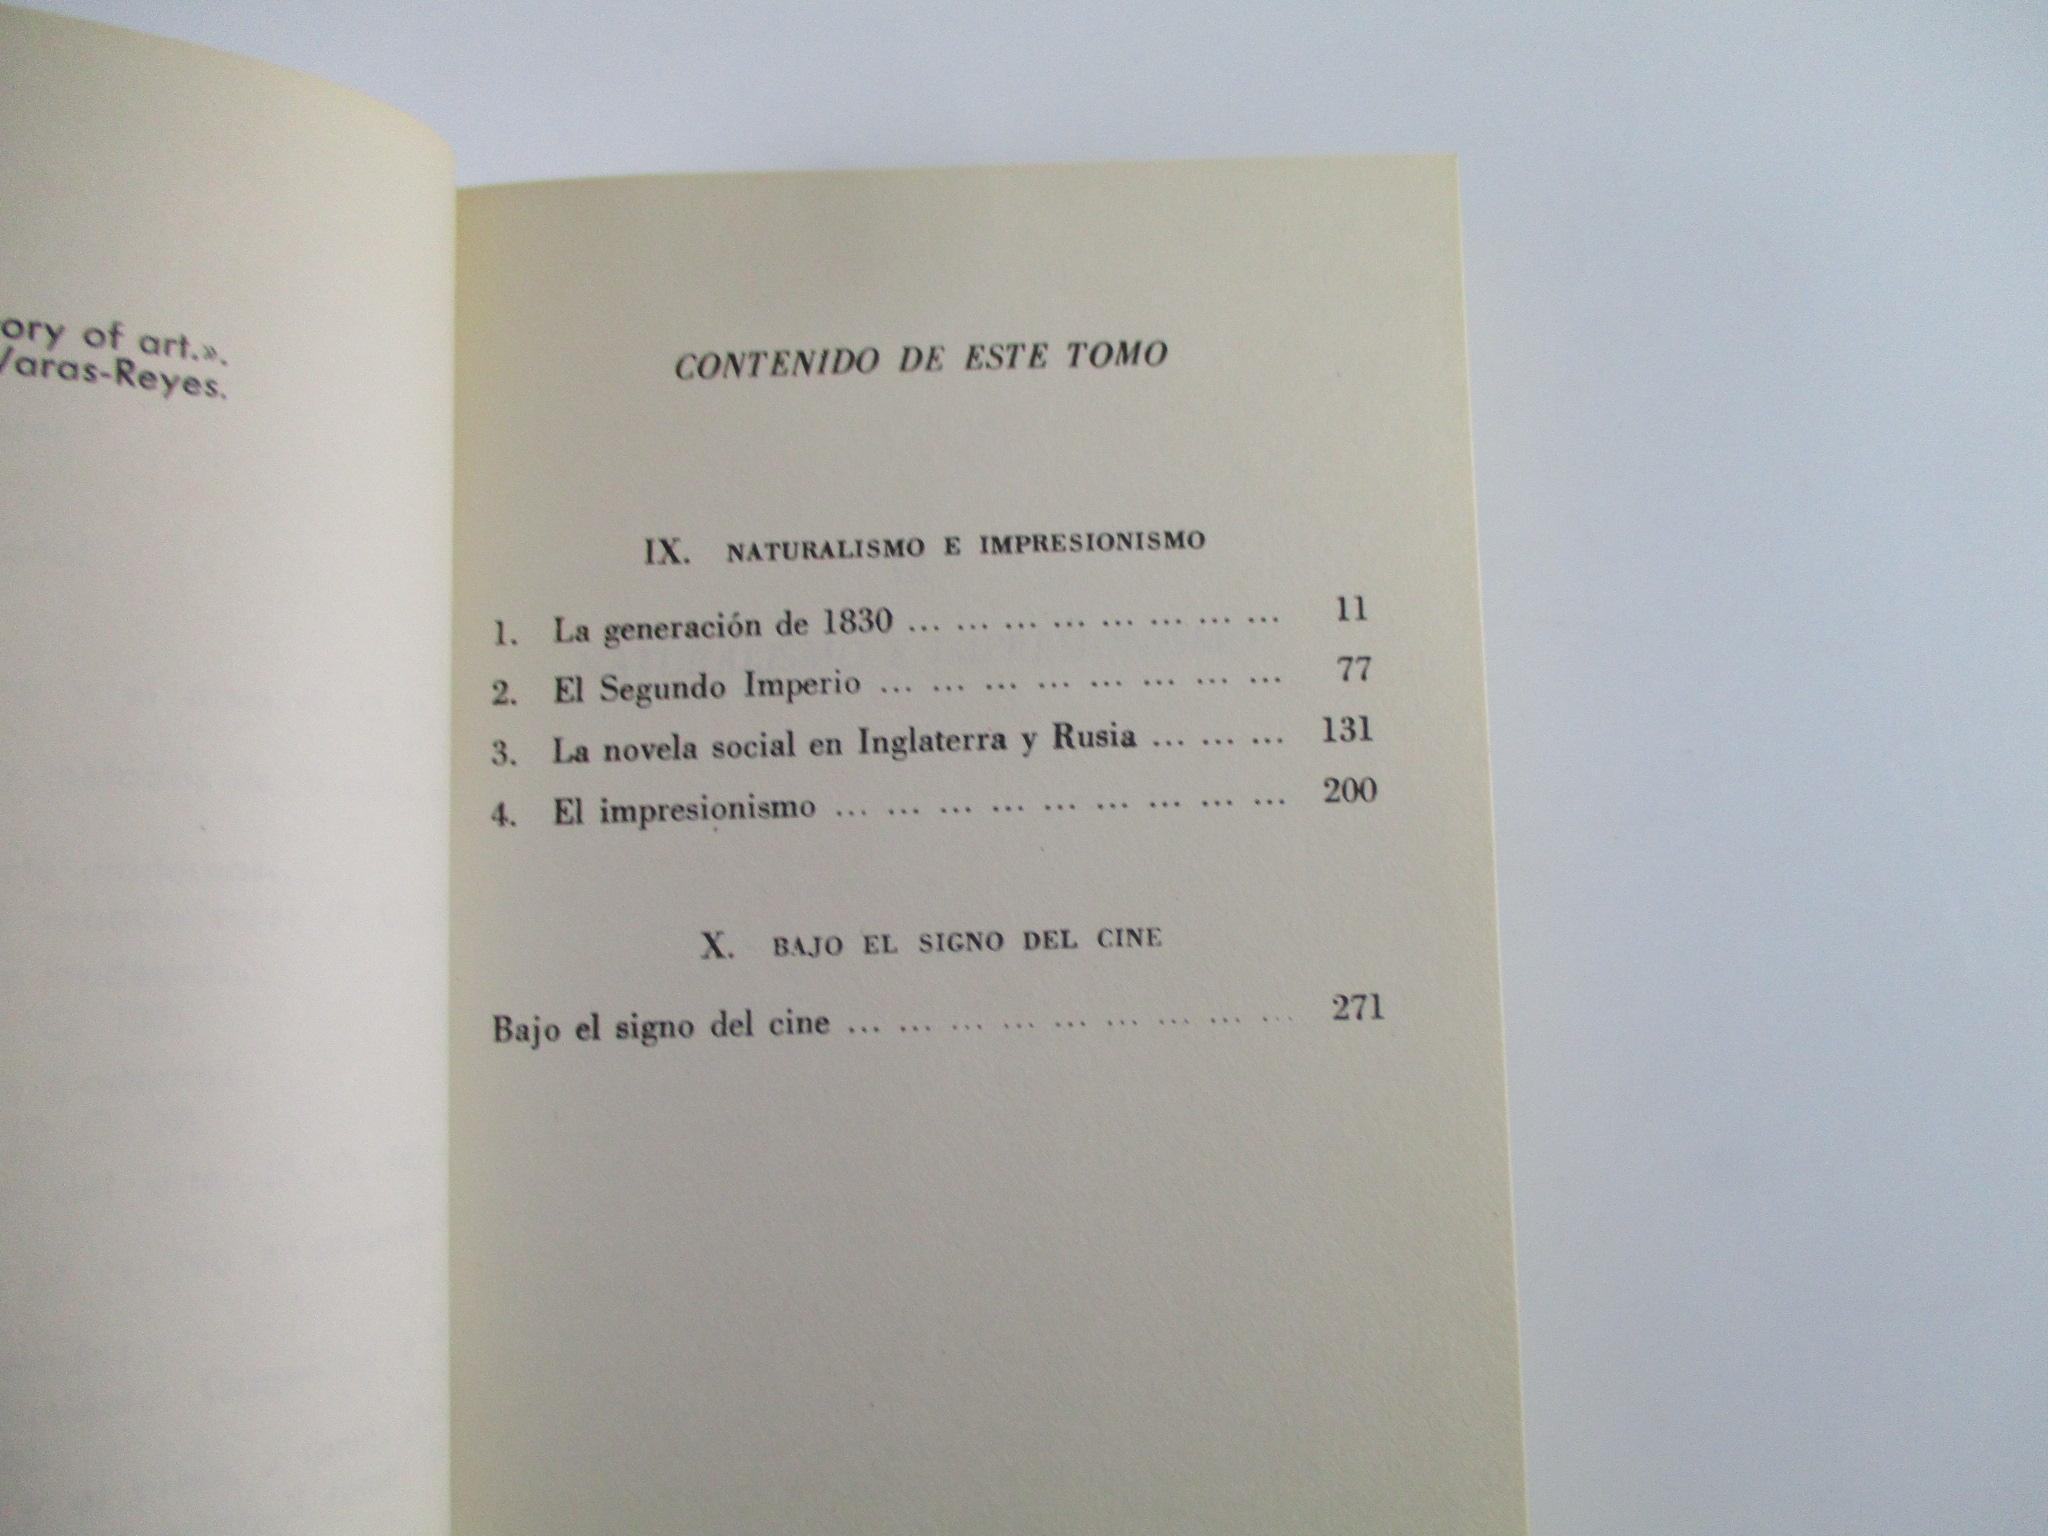 ory of art.».
Varas-Reyes.
CONTENIDO DE ESTE TOMO
IX. NATURALISMO E IMPRESIONISMO
1. La generación de 1830 ... ... ... ... ... ... ... ... 11
2. El Segundo Imperio ... ... ... ... ... ... ... ... 77
3. La novela social en Inglaterra y Rusia ... ... ... 131
4. El impresionismo ... ... ... ... ... ... ... ... ... 200
X. BAJO EL SIGNO DEL CINE
Bajo el signo del cine ... ... ... ... ... ... ... ... ... 271